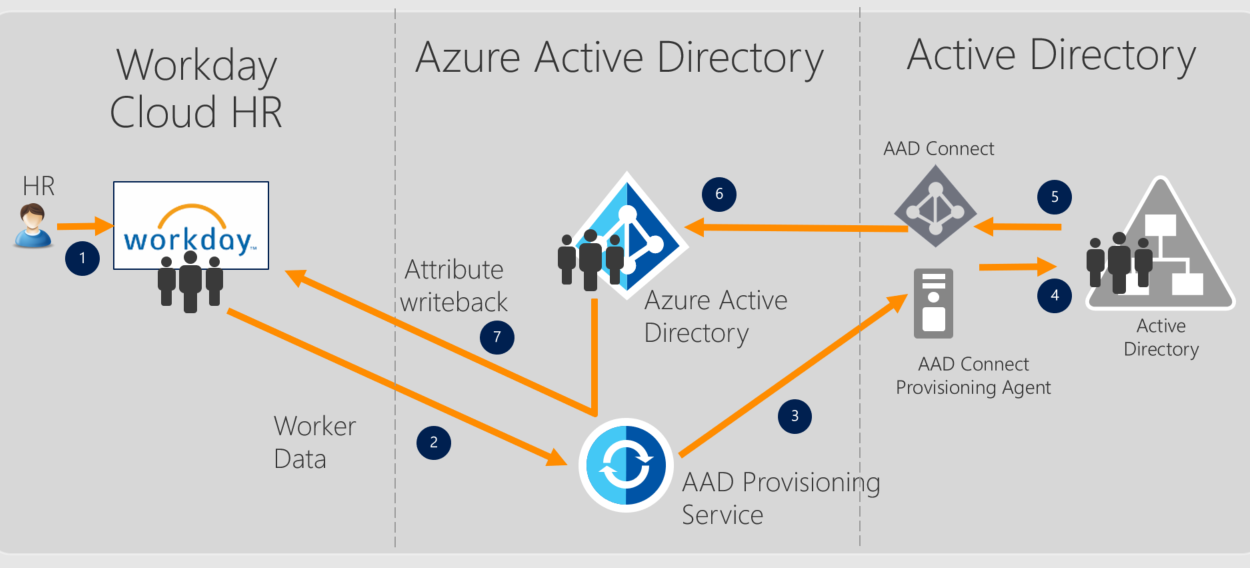 Workday
Cloud HR
Azure Active Directory
Active Directory
HR
1
workday™
Attribute
writeback
7
Worker
Data
2
6
Azure Active
Directory
3
AAD Provisioning
Service
AAD Connect
5
4
AAD Connect
Provisioning Agent
Active
Directory